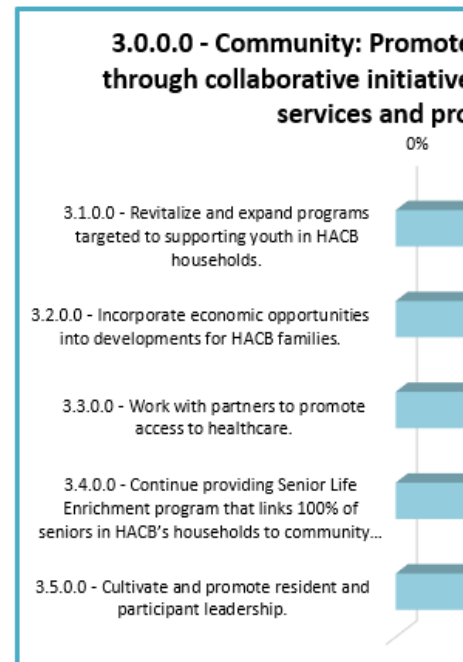 3.0.0.0 - Community: Promote
through collaborative initiative
services and pro
0%
3.1.0.0 - Revitalize and expand programs
targeted to supporting youth in HACB
households.
3.2.0.0 - Incorporate economic opportunities
into developments for HACB families.
3.3.0.0 - Work with partners to promote
access to healthcare.
3.4.0.0 - Continue providing Senior Life
Enrichment program that links 100% of
seniors in HACB's households to community...
3.5.0.0 - Cultivate and promote resident and
participant leadership.